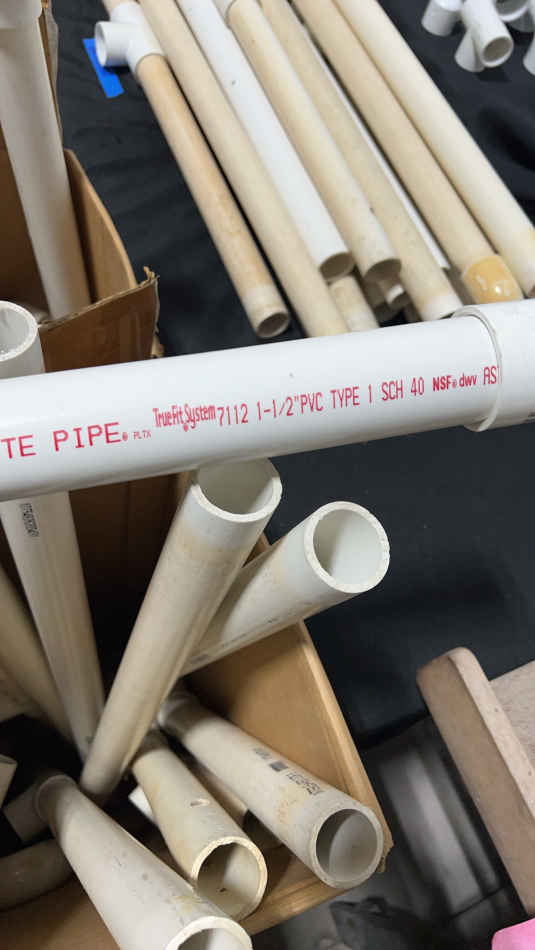 TE PIPE® PLTX TrueFit® System 7112 1-1/2"PVC TYPE 1 SCH 40 NSF® dwv AS